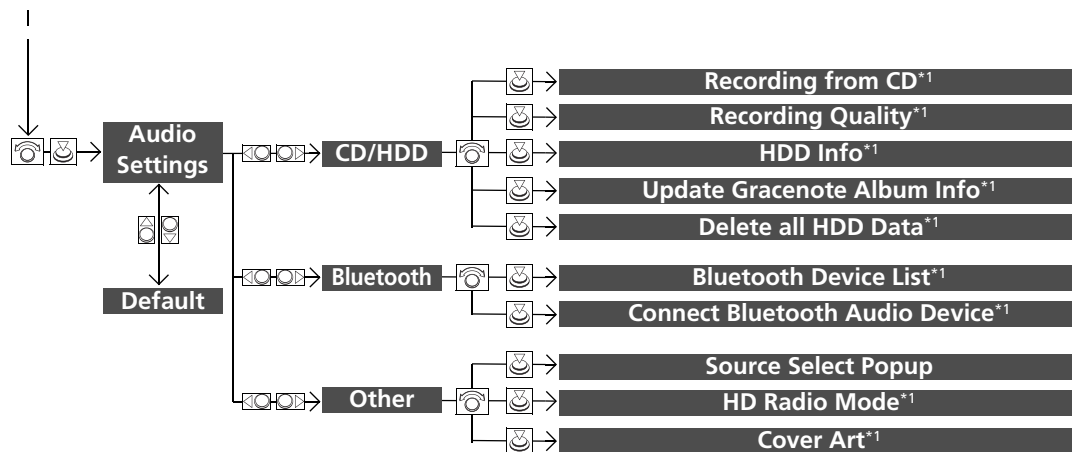 Audio
Settings
Default
CD/HDD
Recording from CD*1
Recording Quality*1
HDD Info*1
Update Gracenote Album Info*1
Delete all HDD Data*1
Bluetooth
Bluetooth Device List*1
Connect Bluetooth Audio Device*1
Other
Source Select Popup
HD Radio Mode*1
Cover Art*1